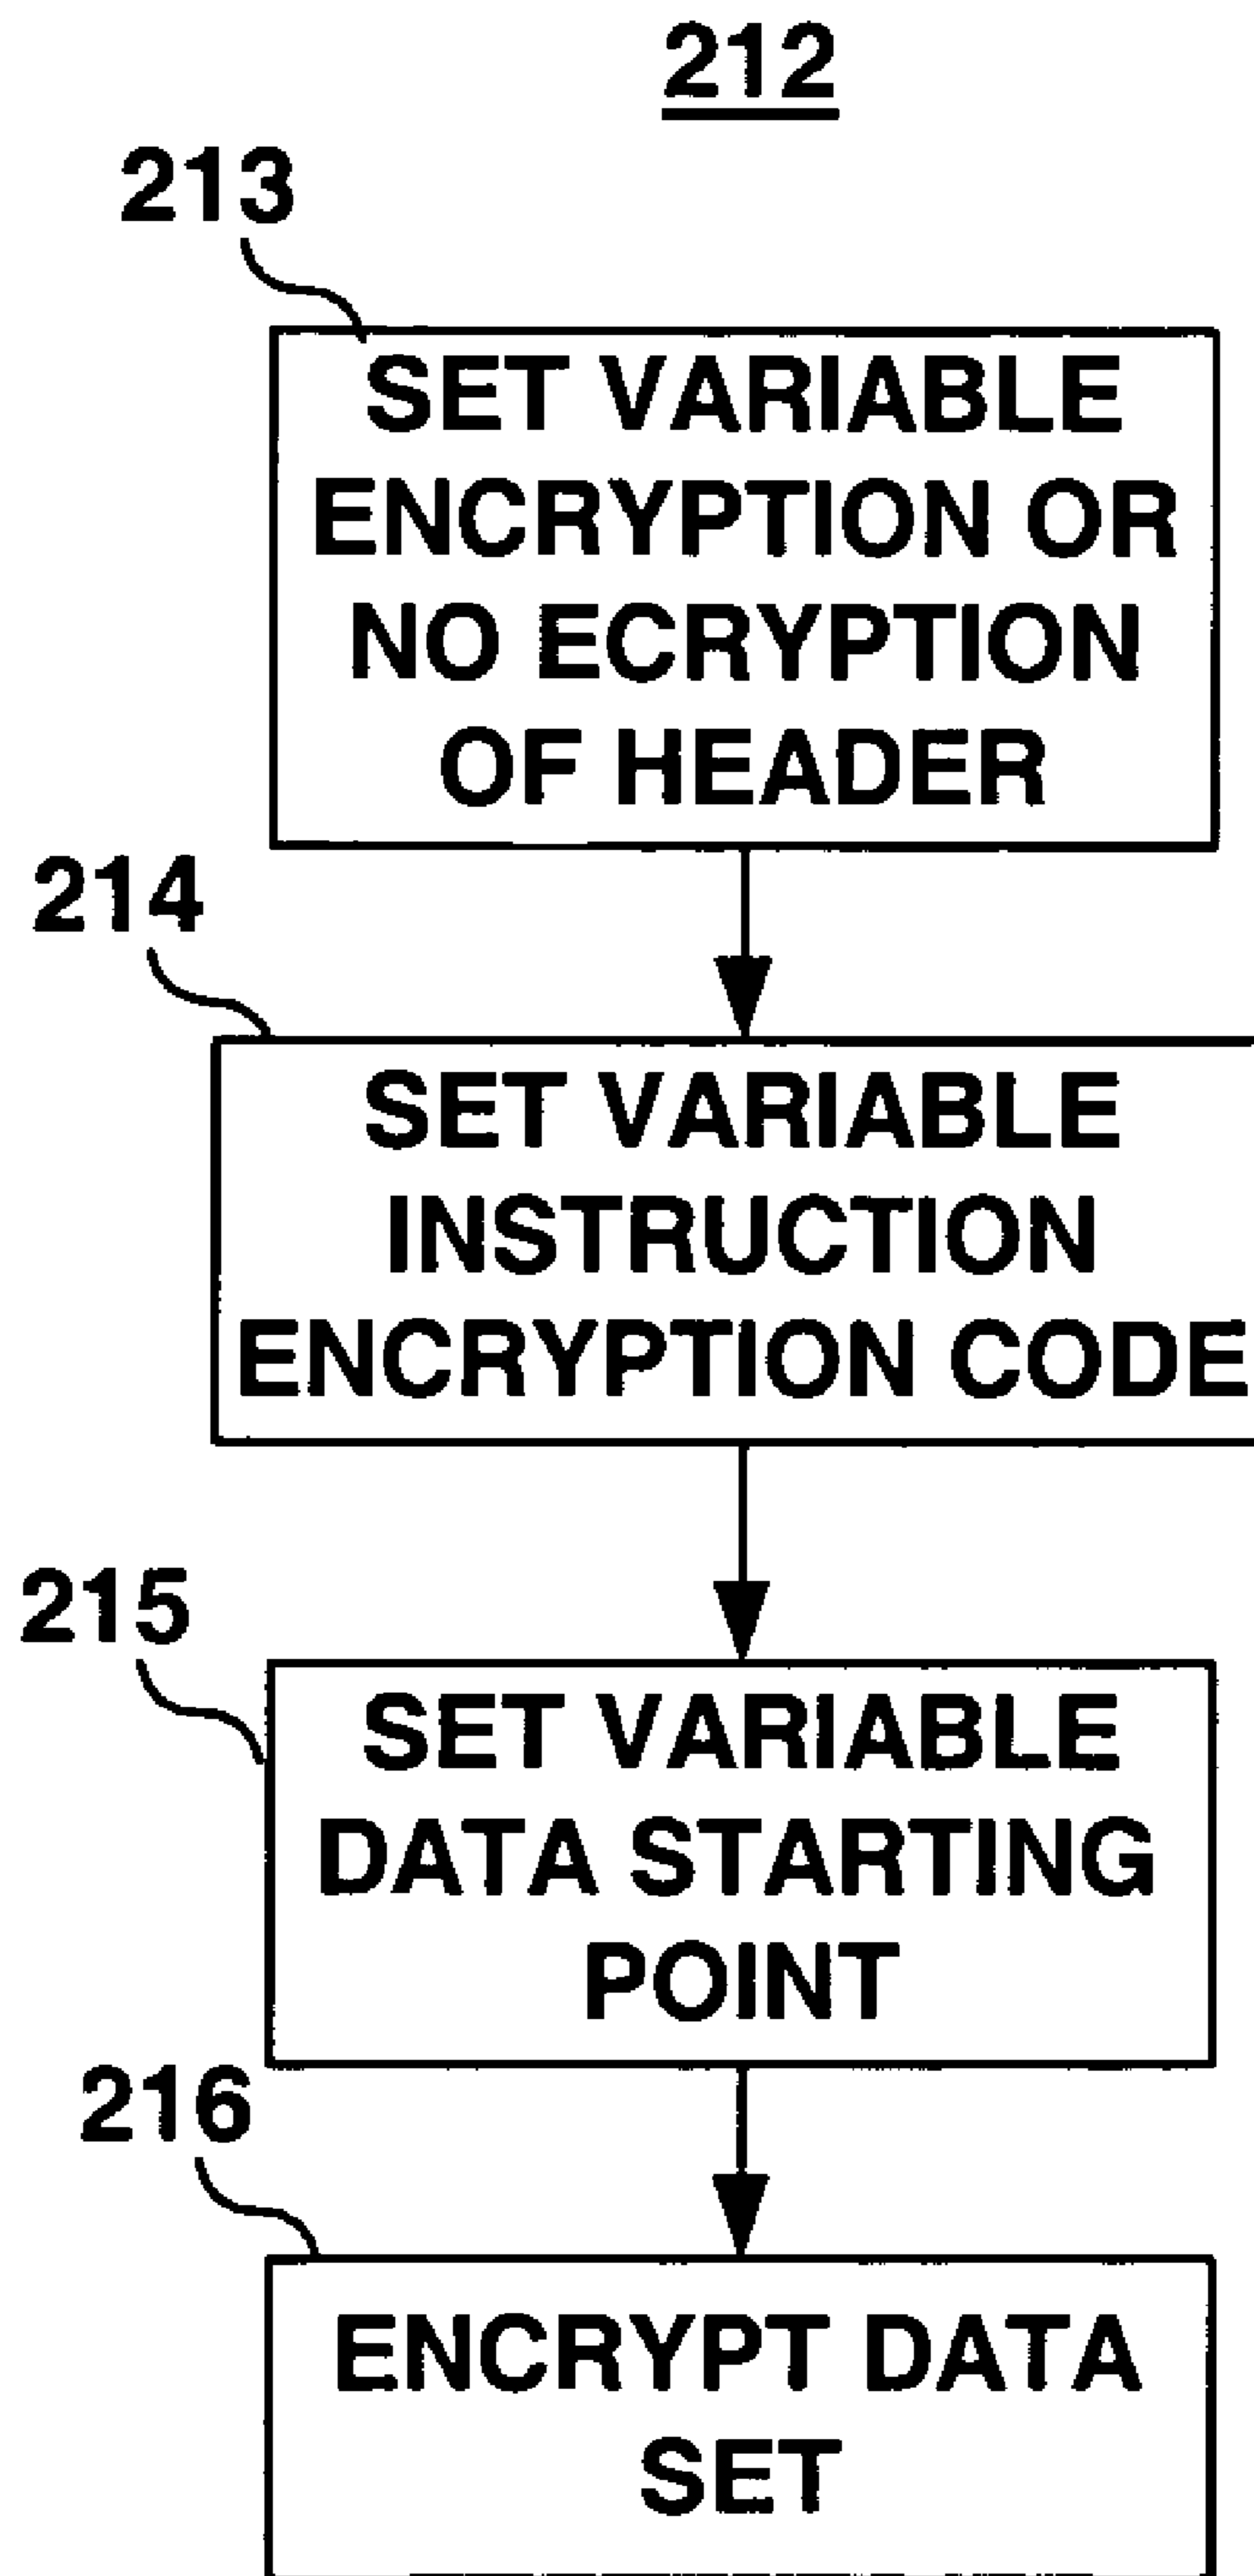 212
213
SET VARIABLE
ENCRYPTION OR
NO ECRYPTION
OF HEADER
214
SET VARIABLE
INSTRUCTION
ENCRYPTION CODE
215
SET VARIABLE
DATA STARTING
POINT
216
ENCRYPT DATA
SET